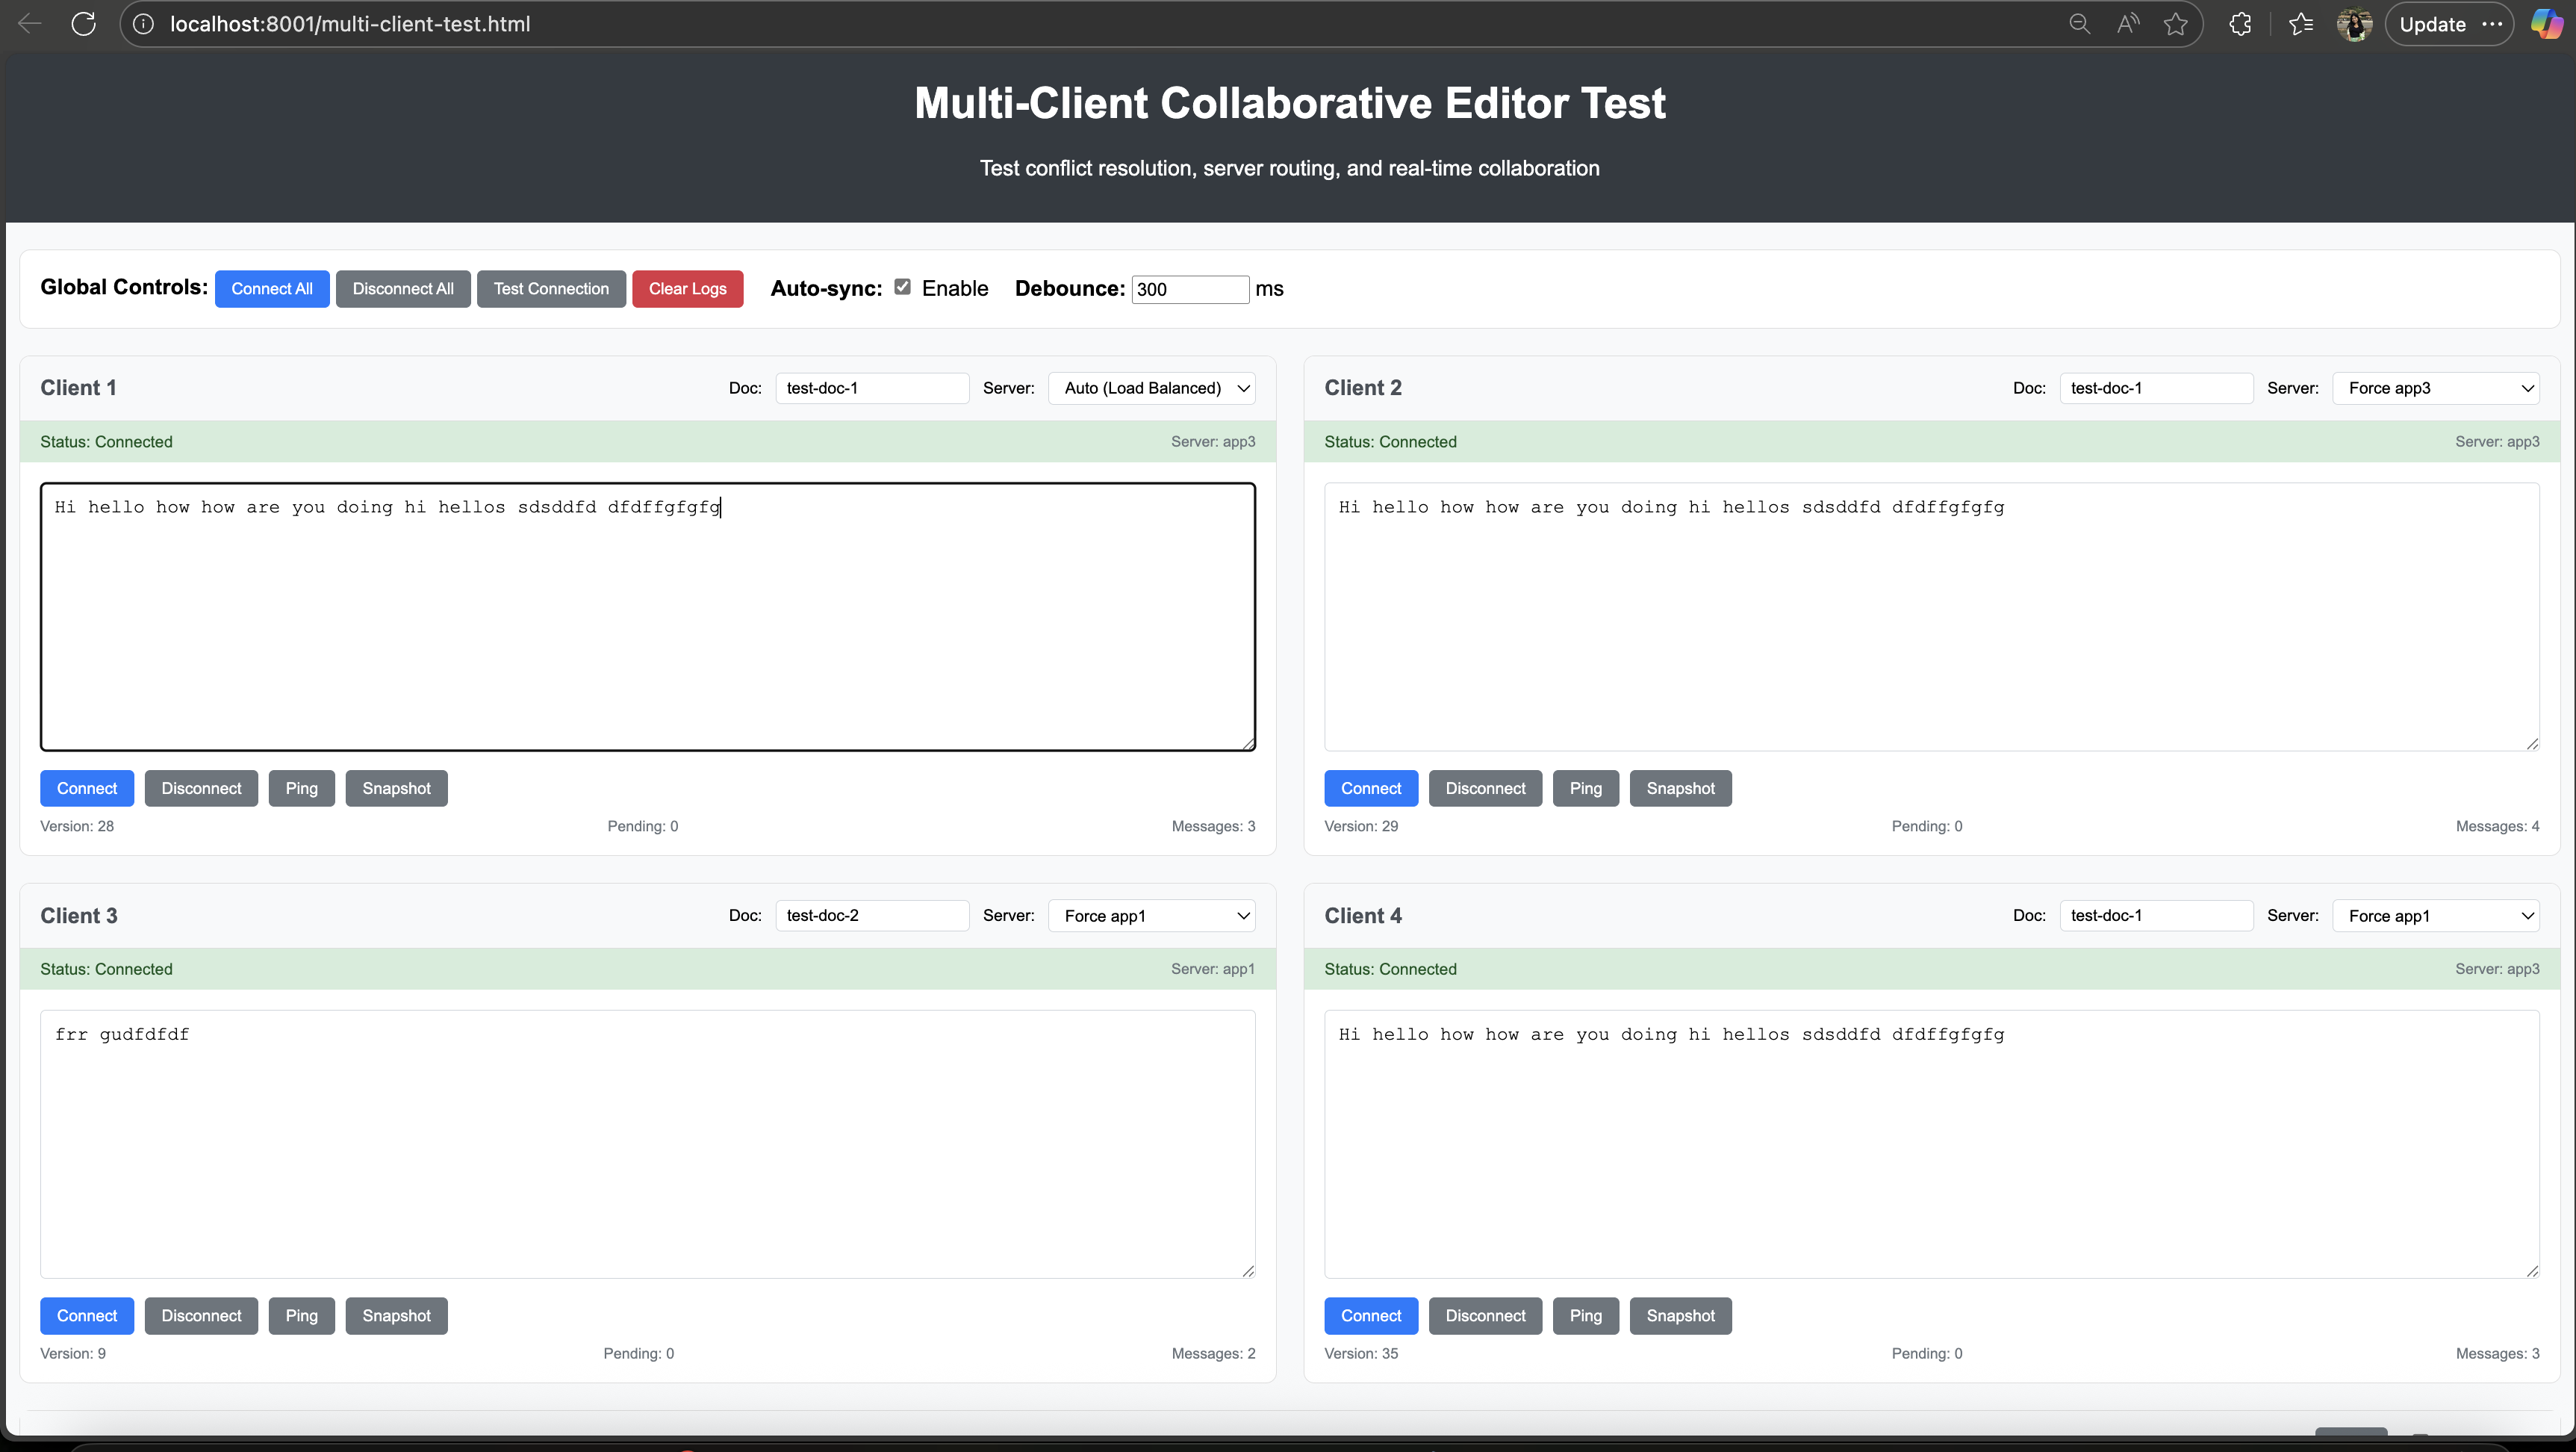 localhost:8001/multi-client-test.html
Update
Multi-Client Collaborative Editor Test
Test conflict resolution, server routing, and real-time collaboration
Global Controls: Connect All Disconnect All Test Connection Clear Logs Auto-sync: Enable Debounce: 300 ms
Client 1 Doc: test-doc-1 Server: Auto (Load Balanced)
Status: Connected Server: app3
Hi hello how how are you doing hi hellos sdsddfd dfdffgfgfg
Connect Disconnect Ping Snapshot
Version: 28 Pending: 0 Messages: 3
Client 2 Doc: test-doc-1 Server: Force app3
Status: Connected Server: app3
Hi hello how how are you doing hi hellos sdsddfd dfdffgfgfg
Connect Disconnect Ping Snapshot
Version: 29 Pending: 0 Messages: 4
Client 3 Doc: test-doc-2 Server: Force app1
Status: Connected Server: app1
frr gudfdfdf
Connect Disconnect Ping Snapshot
Version: 9 Pending: 0 Messages: 2
Client 4 Doc: test-doc-1 Server: Force app1
Status: Connected Server: app3
Hi hello how how are you doing hi hellos sdsddfd dfdffgfgfg
Connect Disconnect Ping Snapshot
Version: 35 Pending: 0 Messages: 3